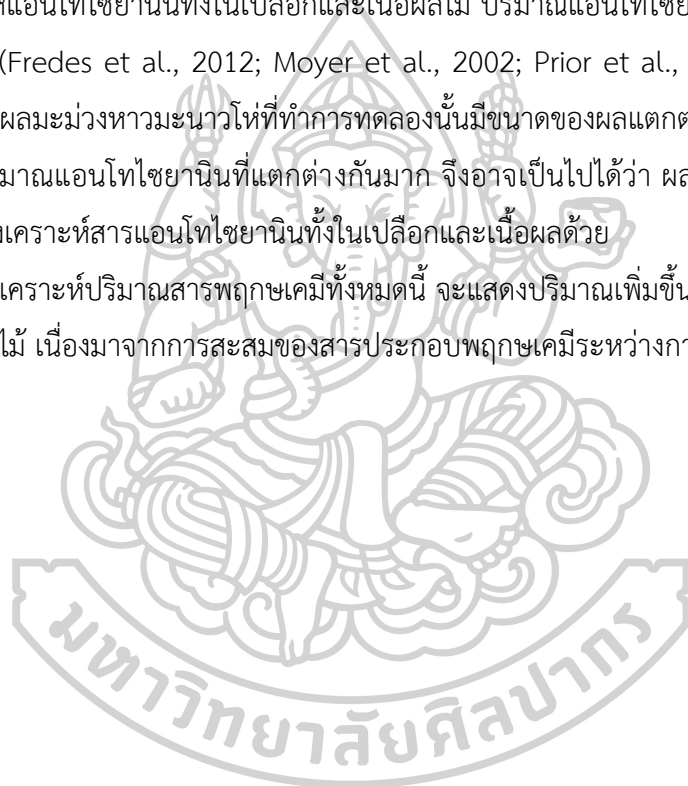 แอนโทไซยานินทั้งในเปลือกและเนื้อผลไม้ ปริมาณแอนโทไซย
(Fredes et al., 2012; Moyer et al., 2002; Prior et al.,
ผลมะม่วงหาวมะนาวโห่ที่ทำการทดลองนั้นมีขนาดของผลแตกต
มาณแอนโทไซยานินที่แตกต่างกันมาก จึงอาจเป็นไปได้ว่า ผล
งเคราะห์สารแอนโทไซยานินทั้งในเปลือกและเนื้อผลด้วย
เคราะห์ปริมาณสารพฤกษเคมีทั้งหมดนี้ จะแสดงปริมาณเพิ่มขึ้น
ไม้ เนื่องมาจากการสะสมของสารประกอบพฤกษเคมีระหว่างกา
มหาวิทยาลัยศิลปากร